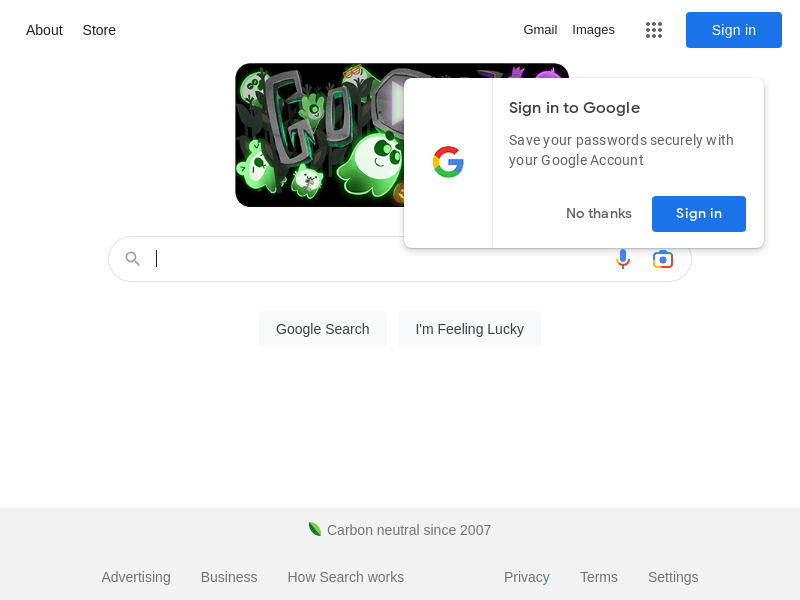 About Store Gmail Images Sign in
Sign in to Google
Save your passwords securely with
your Google Account
No thanks Sign in
Google Search I'm Feeling Lucky
Carbon neutral since 2007
Advertising Business How Search works Privacy Terms Settings